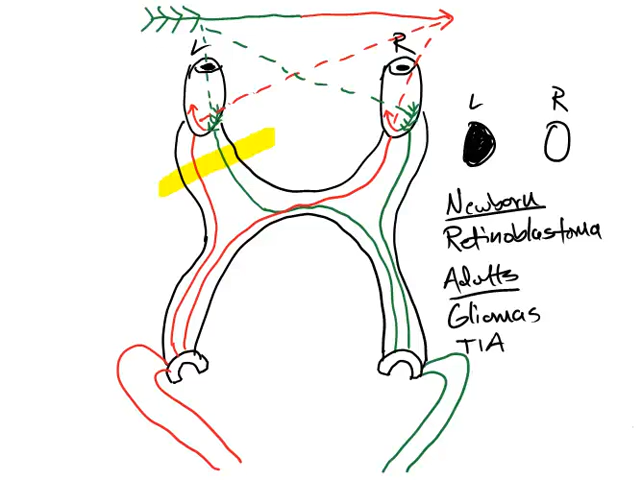 L
R
L R
Newborn
Retinoblastoma
Adults
Gliomas
TIA